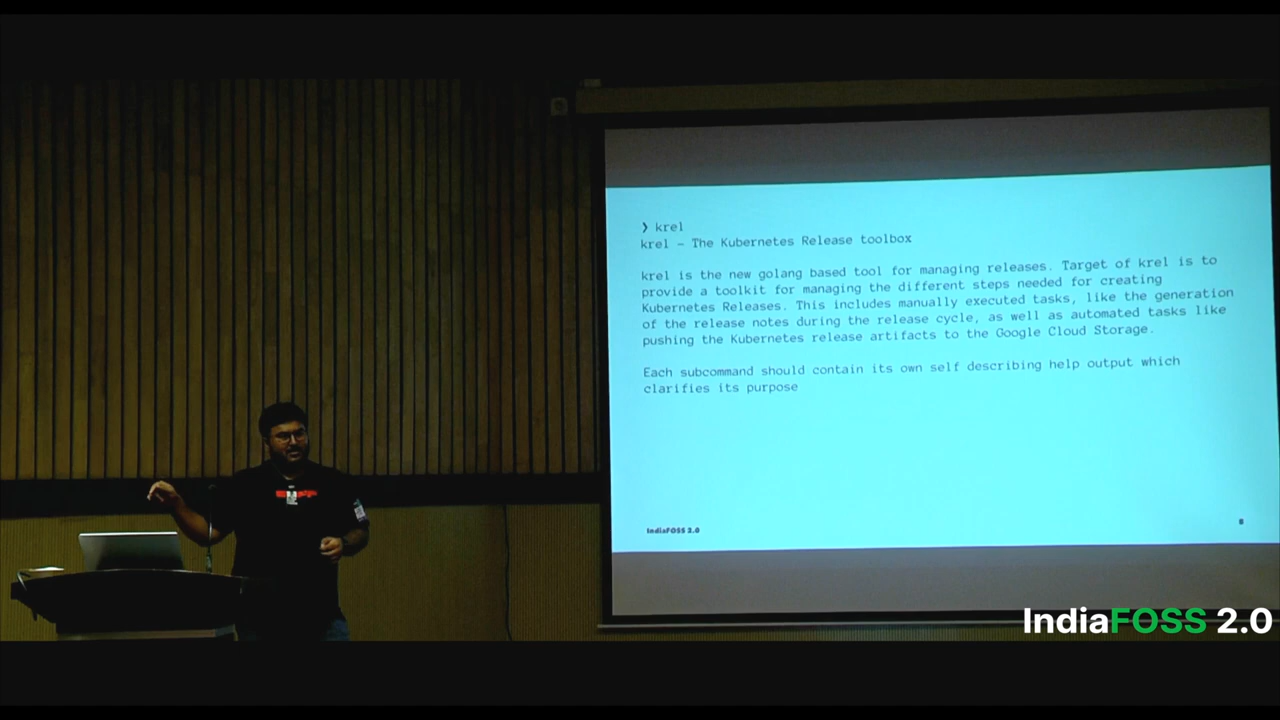 ❯ krel
krel – The Kubernetes Release toolbox
krel is the new golang based tool for managing releases. Target of krel is to
provide a toolkit for managing the different steps needed for creating
Kubernetes Releases. This includes manually executed tasks, like the generation
of the release notes during the release cycle, as well as automated tasks like
pushing the Kubernetes release artifacts to the Google Cloud Storage.
Each subcommand should contain its own self describing help output which
clarifies its purpose
IndiaFOSS 2.0
8
IndiaFOSS 2.0